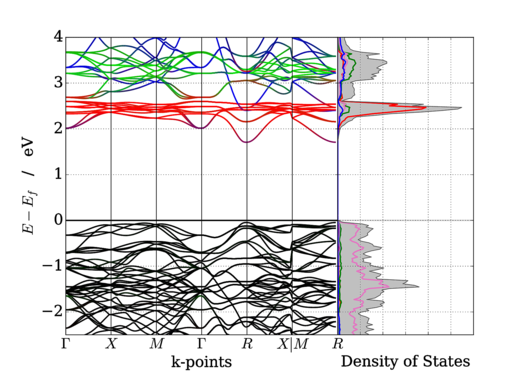 4
3
2
1
0
−1
−2
E − E_f / eV
Γ X M Γ R X|M R
k-points
Density of States